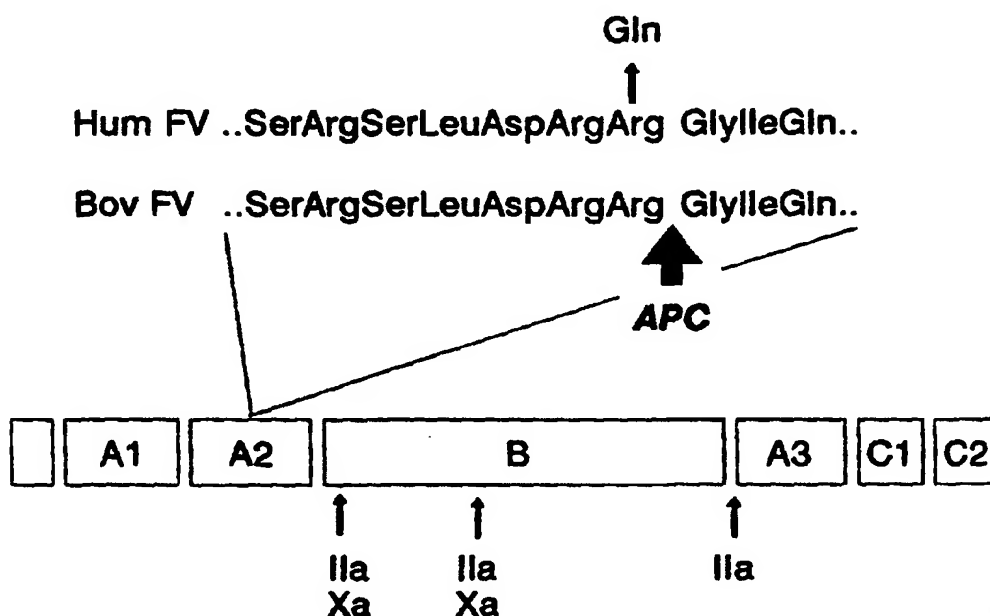 Gln
Hum FV ..SerArgSerLeuAspArgArg GlyIleGln..
Bov FV ..SerArgSerLeuAspArgArg GlyIleGln..
APC
A1 A2 B A3 C1 C2
IIa IIa IIa
Xa Xa